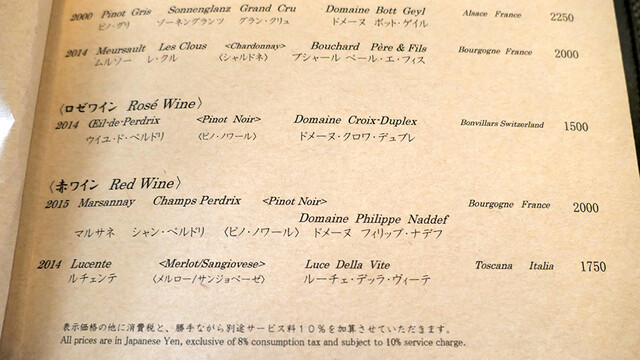 2000 Pinot Gris Sonnenglanz Grand Cru Domaine Bott Geyl Alsace France 2250
ピノ・グリ ゾーネングランツ グラン・クリュ ドメーヌ ボット・ゲイル
2014 Meursault Les Clous <Chardonnay> Bouchard Père & Fils Bourgogne France 2000
ムルソー レ・クル 〈シャルドネ〉 ブシャール ペール・エ・フィス
〈ロゼワイン Rosé Wine〉
2014 Œil-de-Perdrix <Pinot Noir> Domaine Croix-Duplex Bonvillars Switzerland 1500
ウイユ・ド・ペルドリ 〈ピノ・ノワール〉 ドメーヌ・クロワ・デュプレ
〈赤ワイン Red Wine〉
2015 Marsannay Champs Perdrix <Pinot Noir> Bourgogne France 2000
Domaine Philippe Naddef
マルサネ シャン・ペルドリ 〈ピノ・ノワール〉 ドメーヌ フィリップ・ナデフ
2014 Lucente <Merlot/Sangiovese> Luce Della Vite Toscana Italia 1750
ルチェンテ 〈メルロー/サンジョベーゼ〉 ルーチェ・デッラ・ヴィーテ
表示価格の他に消費税と、勝手ながら別途サービス料10%を加算させていただきます。
All prices are in Japanese Yen, exclusive of 8% consumption tax and subject to 10% service charge.